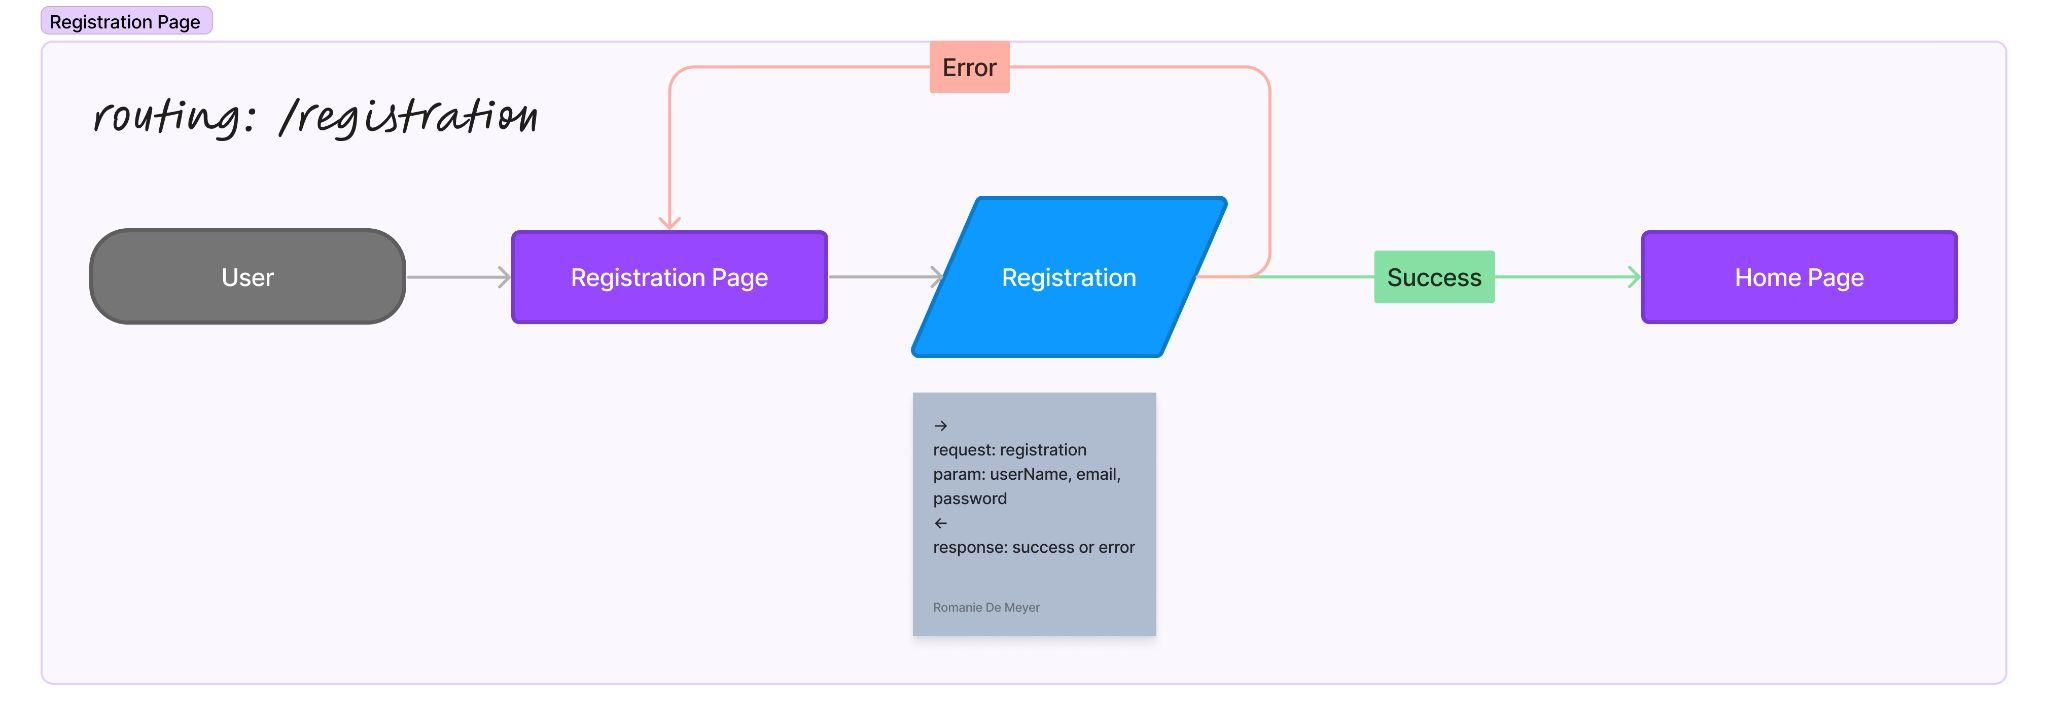 Registration Page
Error
routing: /registration
User
Registration Page
Registration
Success
Home Page
→
request: registration
param: userName, email,
password
←
response: success or error
Romanie De Meyer